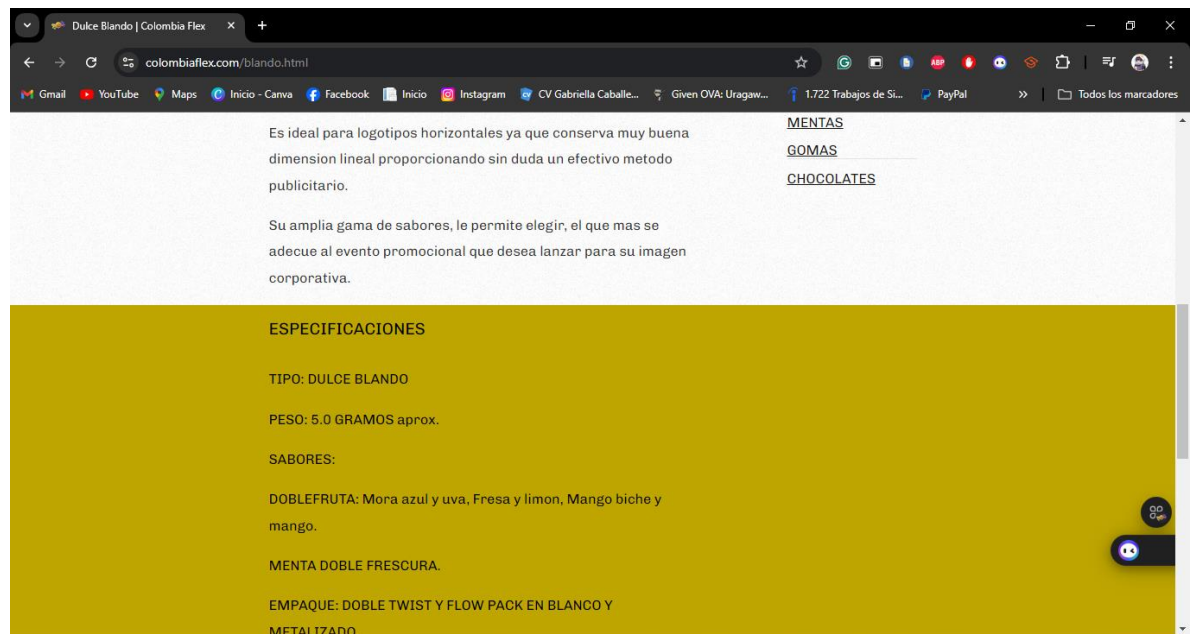 Dulce Blando | Colombia Flex
colombiaflex.com/blando.html
Gmail YouTube Maps Inicio - Canva Facebook Inicio Instagram CV Gabriella Caballe... Given OVA: Uragaw... 1.722 Trabajos de Si... PayPal » Todos los marcadores
Es ideal para logotipos horizontales ya que conserva muy buena
dimension lineal proporcionando sin duda un efectivo metodo
publicitario.
Su amplia gama de sabores, le permite elegir, el que mas se
adecue al evento promocional que desea lanzar para su imagen
corporativa.
MENTAS
GOMAS
CHOCOLATES
ESPECIFICACIONES
TIPO: DULCE BLANDO
PESO: 5.0 GRAMOS aprox.
SABORES:
DOBLEFRUTA: Mora azul y uva, Fresa y limon, Mango biche y
mango.
MENTA DOBLE FRESCURA.
EMPAQUE: DOBLE TWIST Y FLOW PACK EN BLANCO Y
METALIZADO